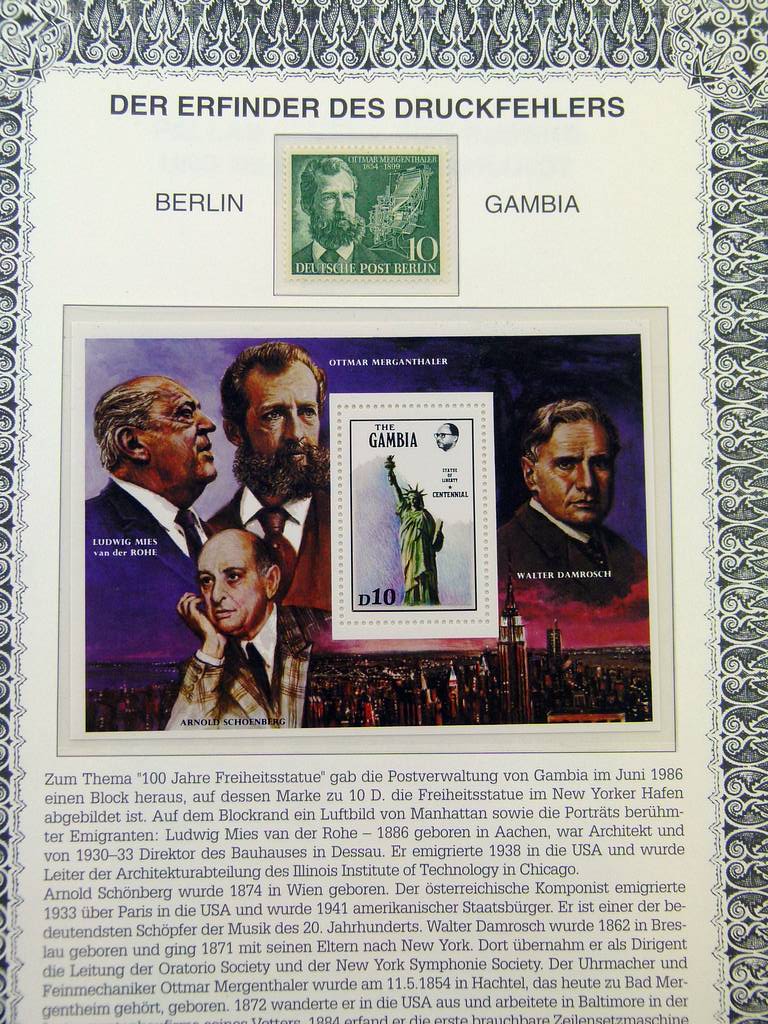 DER ERFINDER DES DRUCKFEHLERS
BERLIN
OTTMAR MERGENTHALER
1854-1899
10
DEUTSCHE POST BERLIN
GAMBIA
OTTMAR MERGANTHALER
THE
GAMBIA
STATUE
OF
LIBERTY
CENTENNIAL
D10
LUDWIG MIES
van der ROHE
WALTER DAMROSCH
ARNOLD SCHOENBERG
Zum Thema "100 Jahre Freiheitsstatue" gab die Postverwaltung von Gambia im Juni 1986
einen Block heraus, auf dessen Marke zu 10 D. die Freiheitsstatue im New Yorker Hafen
abgebildet ist. Auf dem Blockrand ein Luftbild von Manhattan sowie die Porträts berühm-
ter Emigranten: Ludwig Mies van der Rohe – 1886 geboren in Aachen, war Architekt und
von 1930–33 Direktor des Bauhauses in Dessau. Er emigrierte 1938 in die USA und wurde
Leiter der Architekturabteilung des Illinois Institute of Technology in Chicago.
Arnold Schönberg wurde 1874 in Wien geboren. Der österreichische Komponist emigrierte
1933 über Paris in die USA und wurde 1941 amerikanischer Staatsbürger. Er ist einer der be-
deutendsten Schöpfer der Musik des 20. Jahrhunderts. Walter Damrosch wurde 1862 in Bres-
lau geboren und ging 1871 mit seinen Eltern nach New York. Dort übernahm er als Dirigent
die Leitung der Oratorio Society und der New York Symphonie Society. Der Uhrmacher und
Feinmechaniker Ottmar Mergenthaler wurde am 11.5.1854 in Hachtel, das heute zu Bad Mer-
gentheim gehört, geboren. 1872 wanderte er in die USA aus und arbeitete in Baltimore in der
seines Vetters. 1884 erfand er die erste brauchbare Zeilensetzmaschine